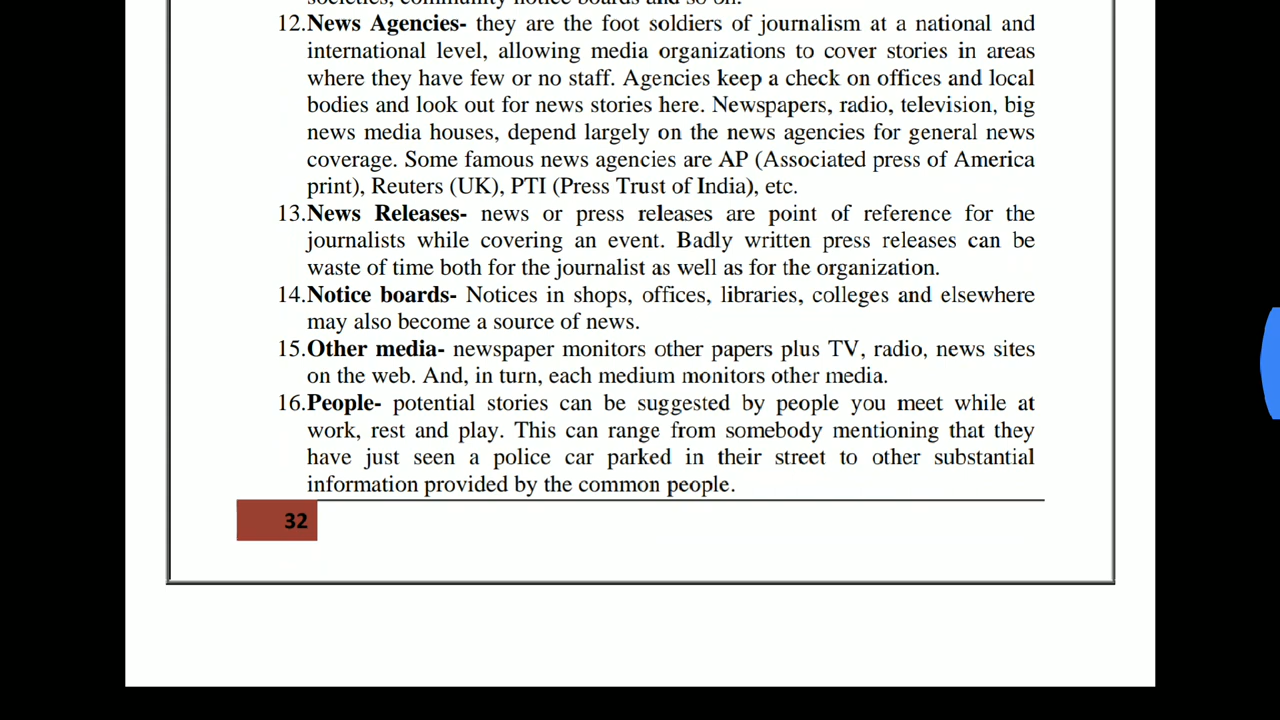 societies, community notice boards and so on.
12.News Agencies- they are the foot soldiers of journalism at a national and
international level, allowing media organizations to cover stories in areas
where they have few or no staff. Agencies keep a check on offices and local
bodies and look out for news stories here. Newspapers, radio, television, big
news media houses, depend largely on the news agencies for general news
coverage. Some famous news agencies are AP (Associated press of America
print), Reuters (UK), PTI (Press Trust of India), etc.
13.News Releases- news or press releases are point of reference for the
journalists while covering an event. Badly written press releases can be
waste of time both for the journalist as well as for the organization.
14.Notice boards- Notices in shops, offices, libraries, colleges and elsewhere
may also become a source of news.
15.Other media- newspaper monitors other papers plus TV, radio, news sites
on the web. And, in turn, each medium monitors other media.
16.People- potential stories can be suggested by people you meet while at
work, rest and play. This can range from somebody mentioning that they
have just seen a police car parked in their street to other substantial
information provided by the common people.
32